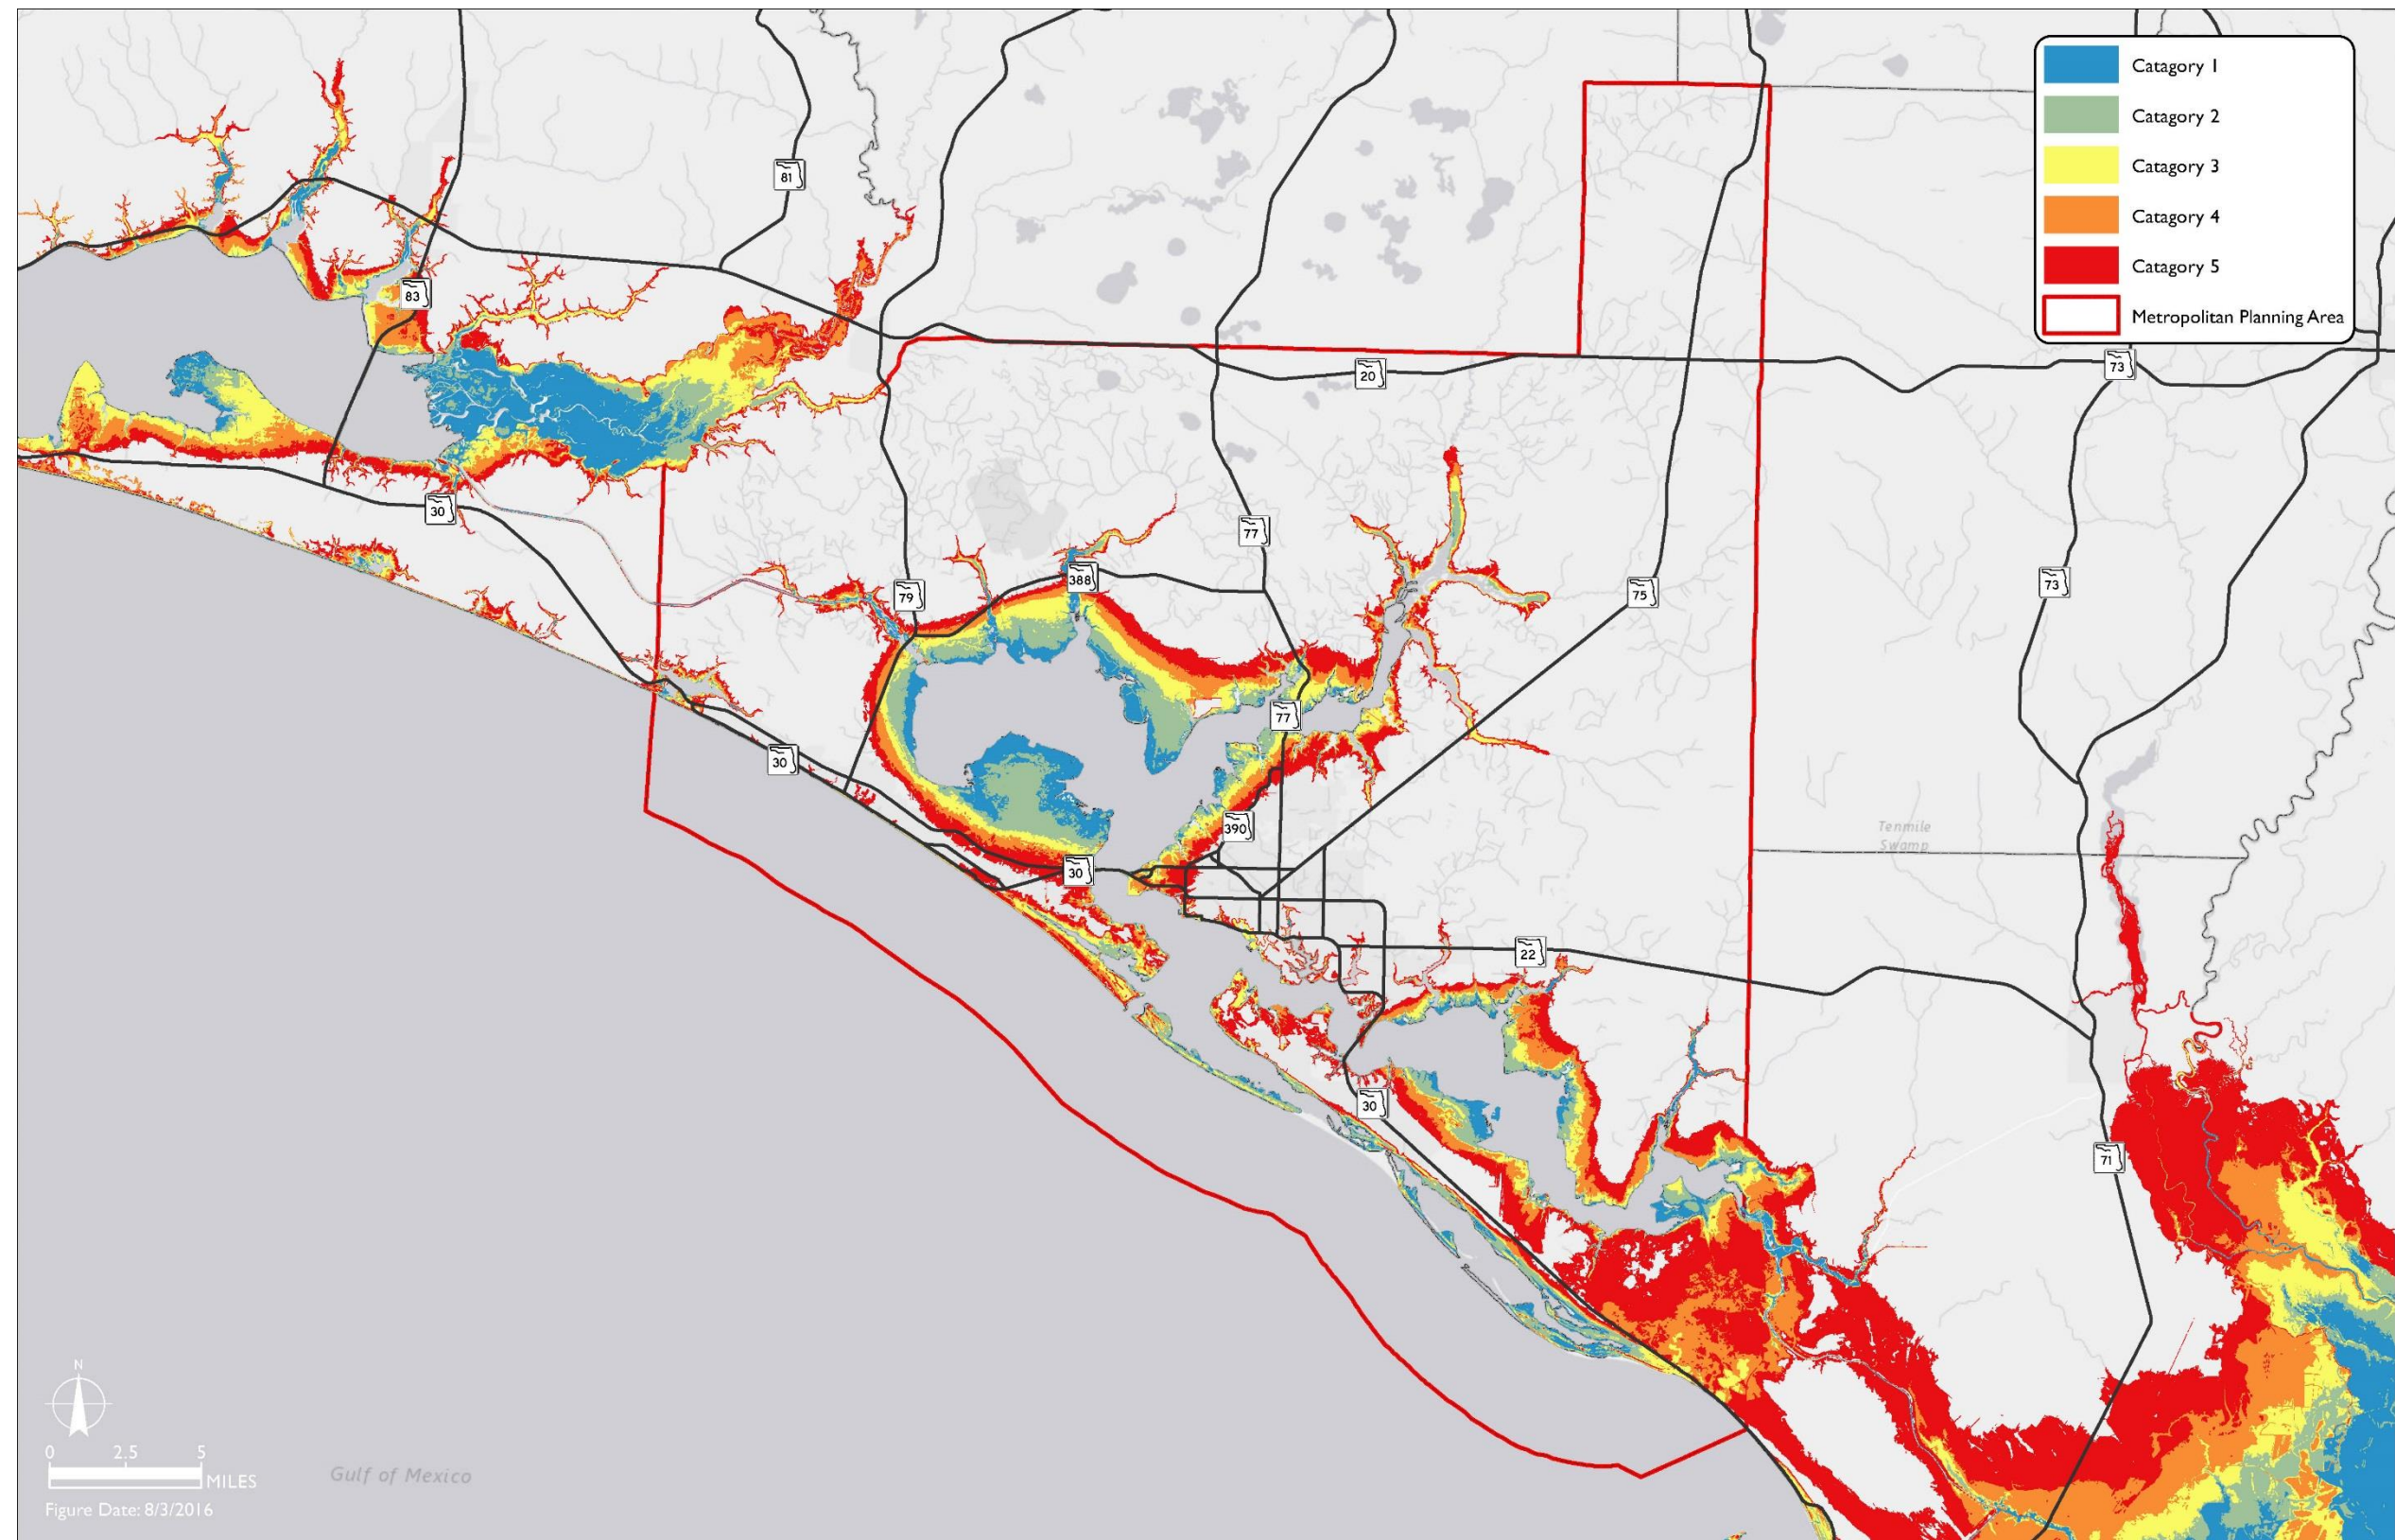 Catagory 1
Catagory 2
Catagory 3
Catagory 4
Catagory 5
Metropolitan Planning Area
81
83
20
73
30
77
79
388
75
73
77
30
390
30
22
30
71
Tenmile
Swamp
N
0 2.5 5
MILES
Gulf of Mexico
Figure Date: 8/3/2016